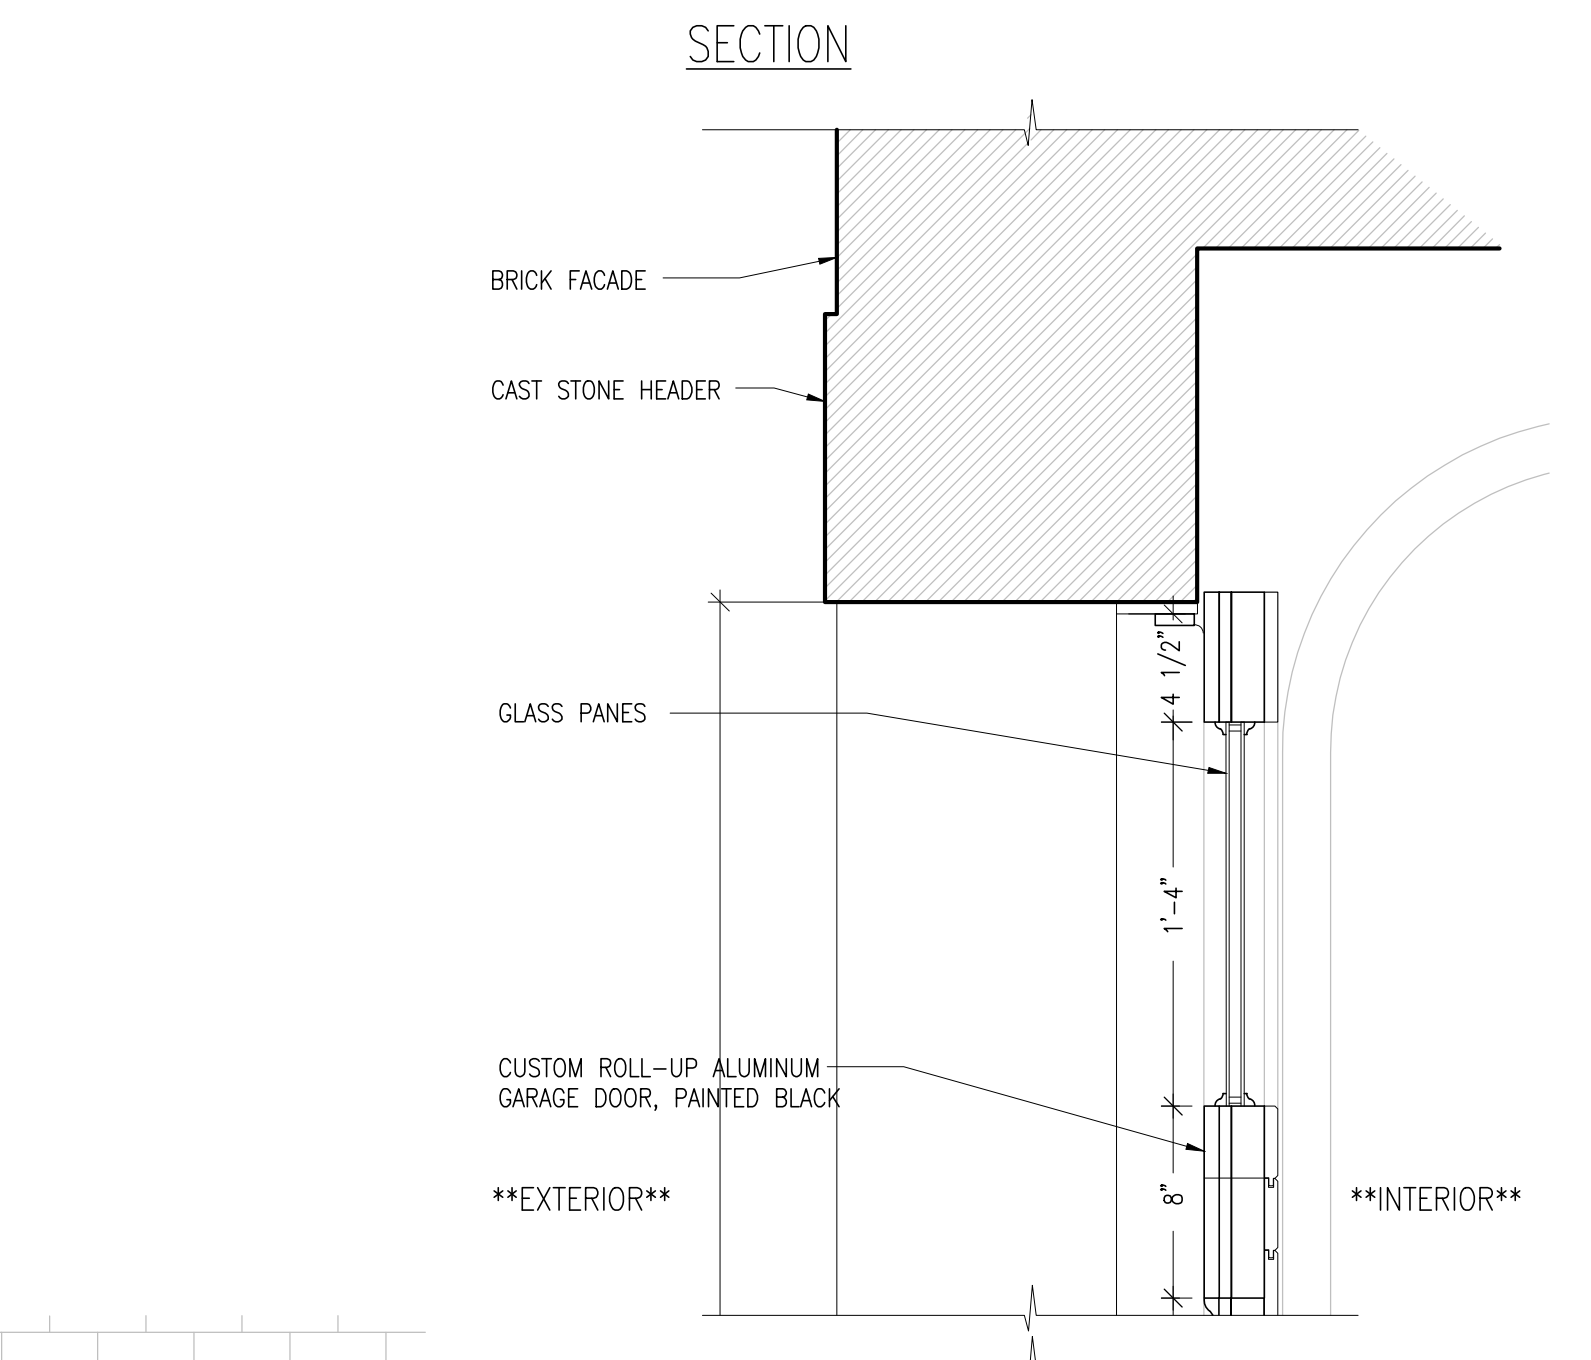 SECTION
BRICK FACADE
CAST STONE HEADER
4 1/2"
GLASS PANES
1'-4"
CUSTOM ROLL-UP ALUMINUM
GARAGE DOOR, PAINTED BLACK
8"
**EXTERIOR**
**INTERIOR**